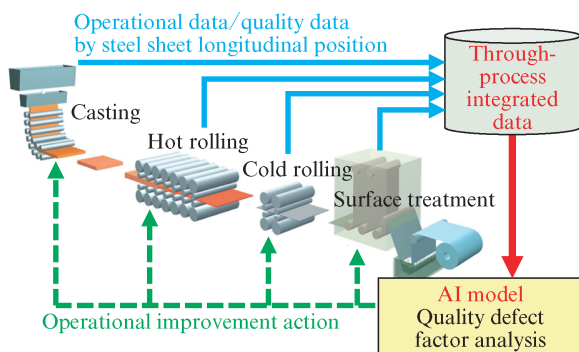 Operational data/quality data
by steel sheet longitudinal position
Through-
process
integrated
data
Casting
Hot rolling
Cold rolling
Surface treatment
Operational improvement action
AI model
Quality defect
factor analysis